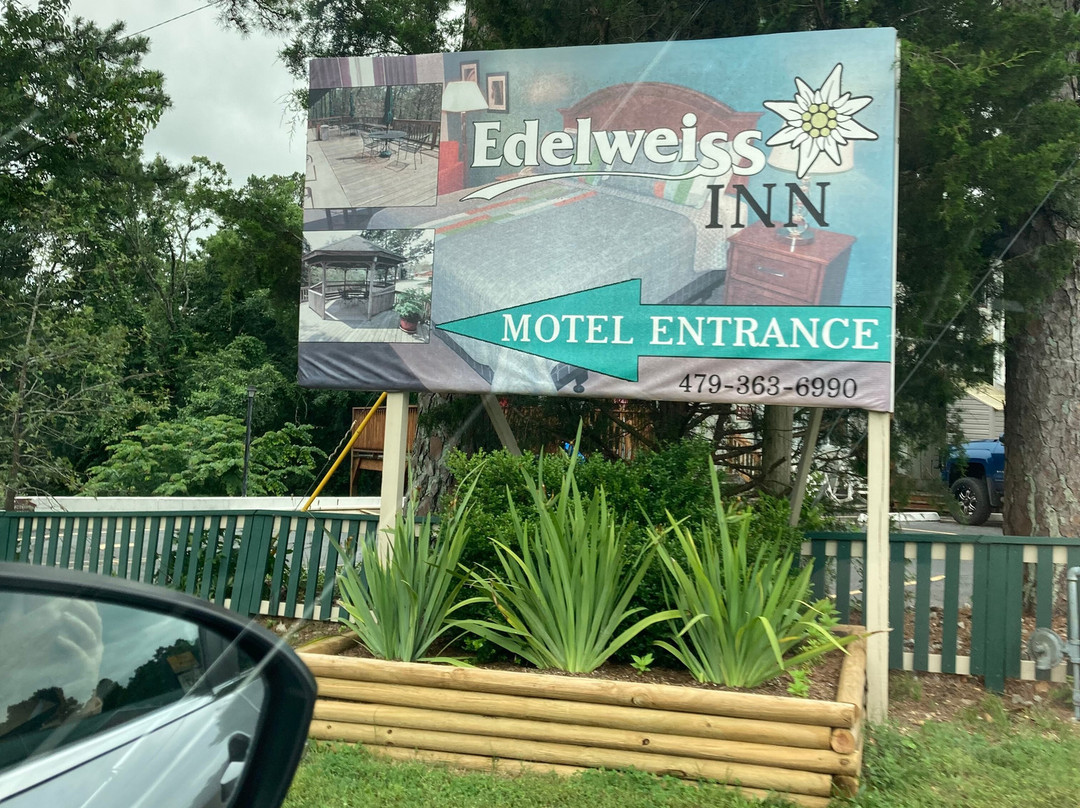 Edelweiss
INN
MOTEL ENTRANCE
479-363-6990